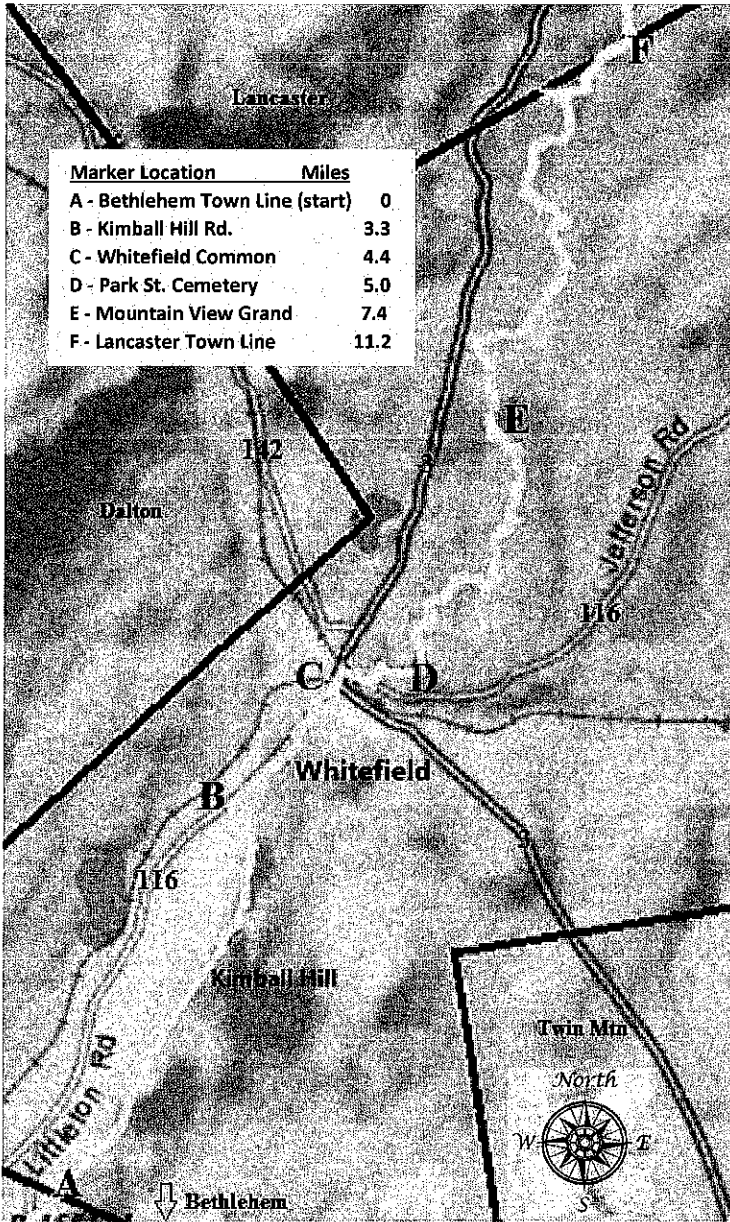 F
Lancaster
Marker Location Miles
A - Bethlehem Town Line (start) 0
B - Kimball Hill Rd. 3.3
C - Whitefield Common 4.4
D - Park St. Cemetery 5.0
E - Mountain View Grand 7.4
F - Lancaster Town Line 11.2
E
142
3
Jefferson Rd
Dalton
116
C
D
Whitefield
B
3
116
Kimball Hill
Twin Mtn
North
W
E
S
Littleton Rd
A
Bethlehem